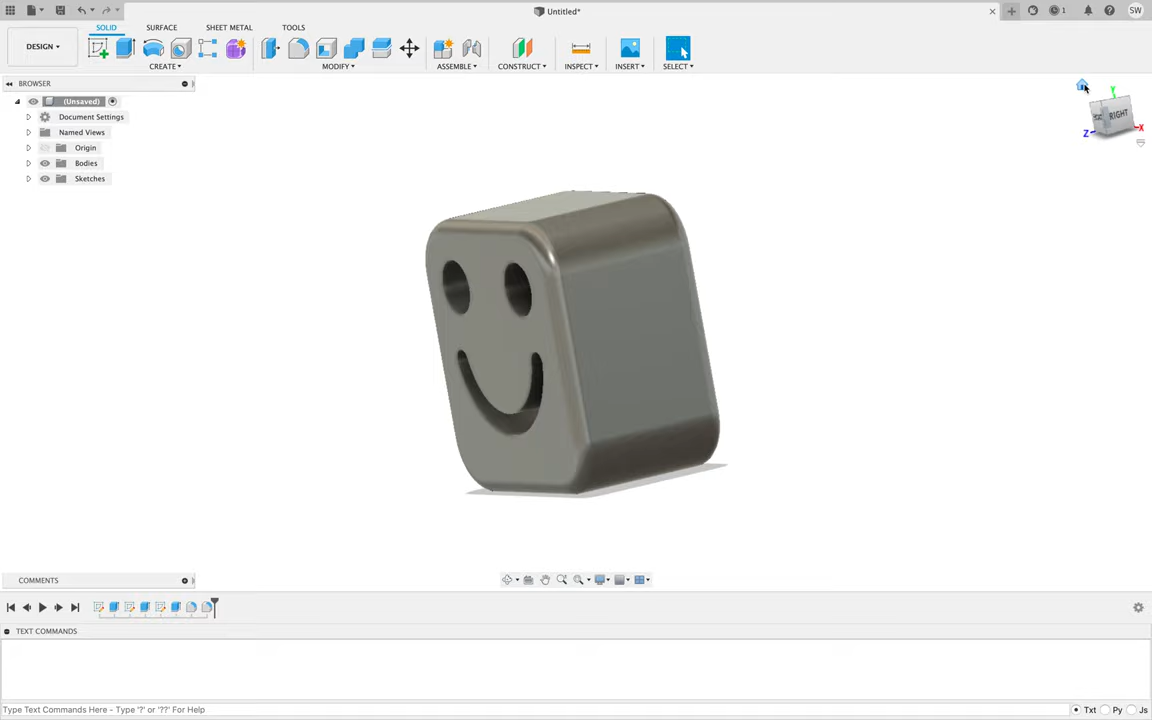 Untitled*
1
SW
DESIGN
SOLID
SURFACE
SHEET METAL
TOOLS
CREATE
MODIFY
ASSEMBLE
CONSTRUCT
INSPECT
INSERT
SELECT
BROWSER
(Unsaved)
Document Settings
Named Views
Origin
Bodies
Sketches
Y
RIGHT
Z
X
COMMENTS
TEXT COMMANDS
Type Text Commands Here - Type '?' or '??' For Help
Txt
Py
Js